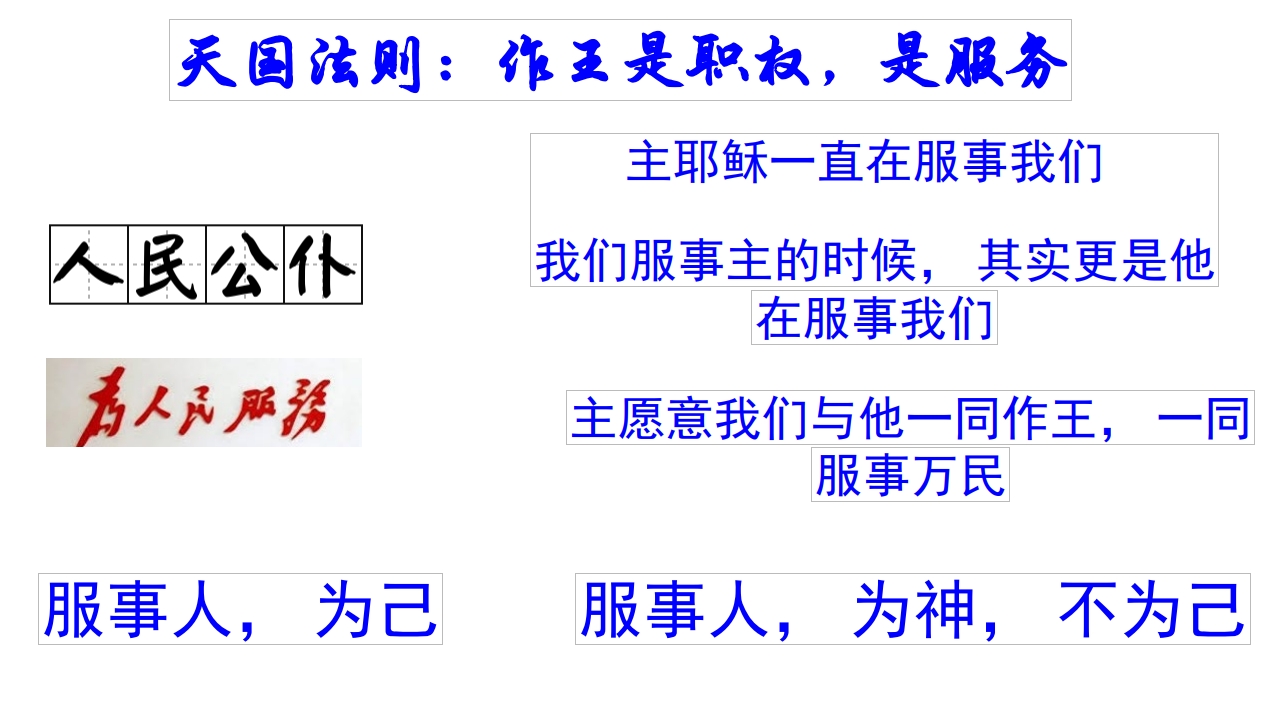 天国法则：作王是职权，是服务
主耶稣一直在服事我们
我们服事主的时候，其实更是他
在服事我们
人民公仆
为人民服務
主愿意我们与他一同作王，一同
服事万民
服事人，为己
服事人，为神，不为己